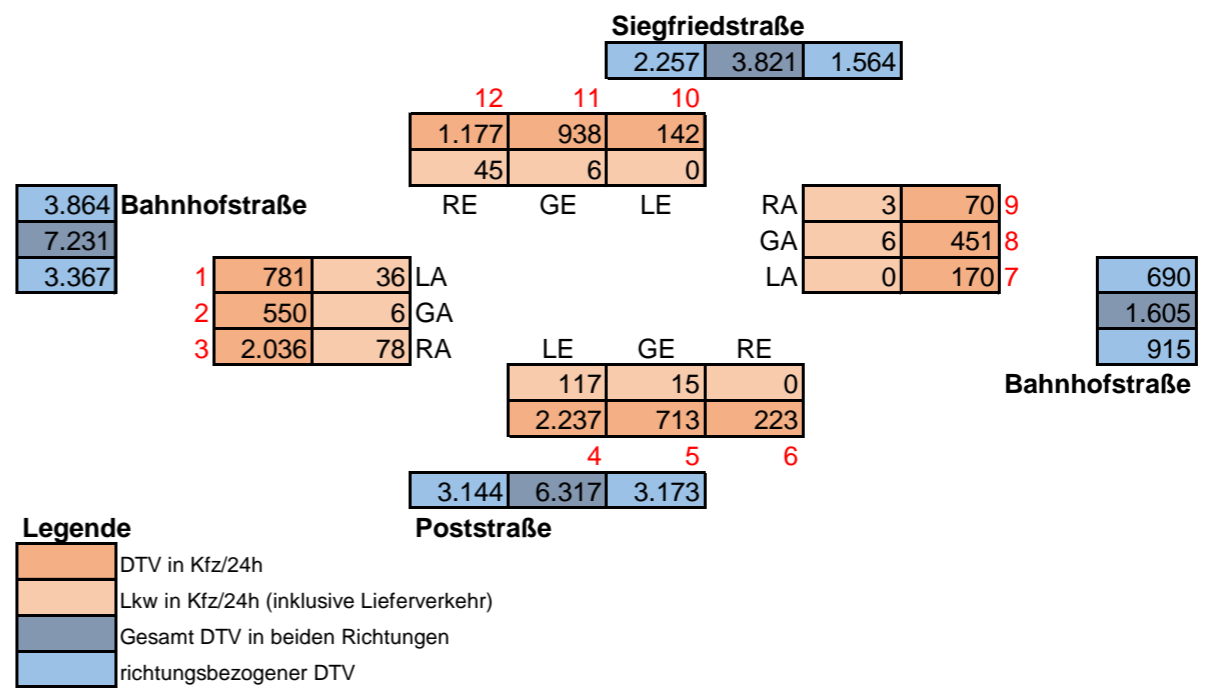 Siegfriedstraße
2.257 3.821 1.564
12 11 10
1.177 938 142
45 6 0
3.864 Bahnhofstraße RE GE LE RA 3 70 9
7.231 GA 6 451 8
3.367 1 781 36 LA LA 0 170 7 690
2 550 6 GA 1.605
3 2.036 78 RA LE GE RE 915
117 15 0 Bahnhofstraße
2.237 713 223
4 5 6
3.144 6.317 3.173
Legende Poststraße
DTV in Kfz/24h
Lkw in Kfz/24h (inklusive Lieferverkehr)
Gesamt DTV in beiden Richtungen
richtungsbezogener DTV